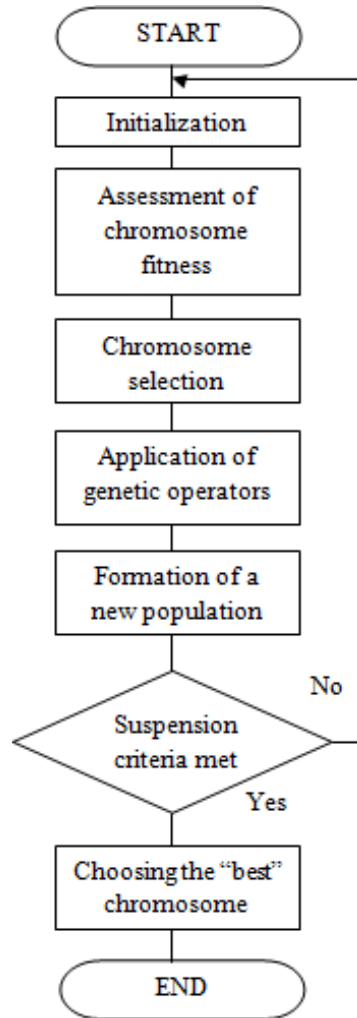 START
Initialization
Assessment of
chromosome
fitness
Chromosome
selection
Application of
genetic operators
Formation of a
new population
No
Suspension
criteria met
Yes
Choosing the “best”
chromosome
END